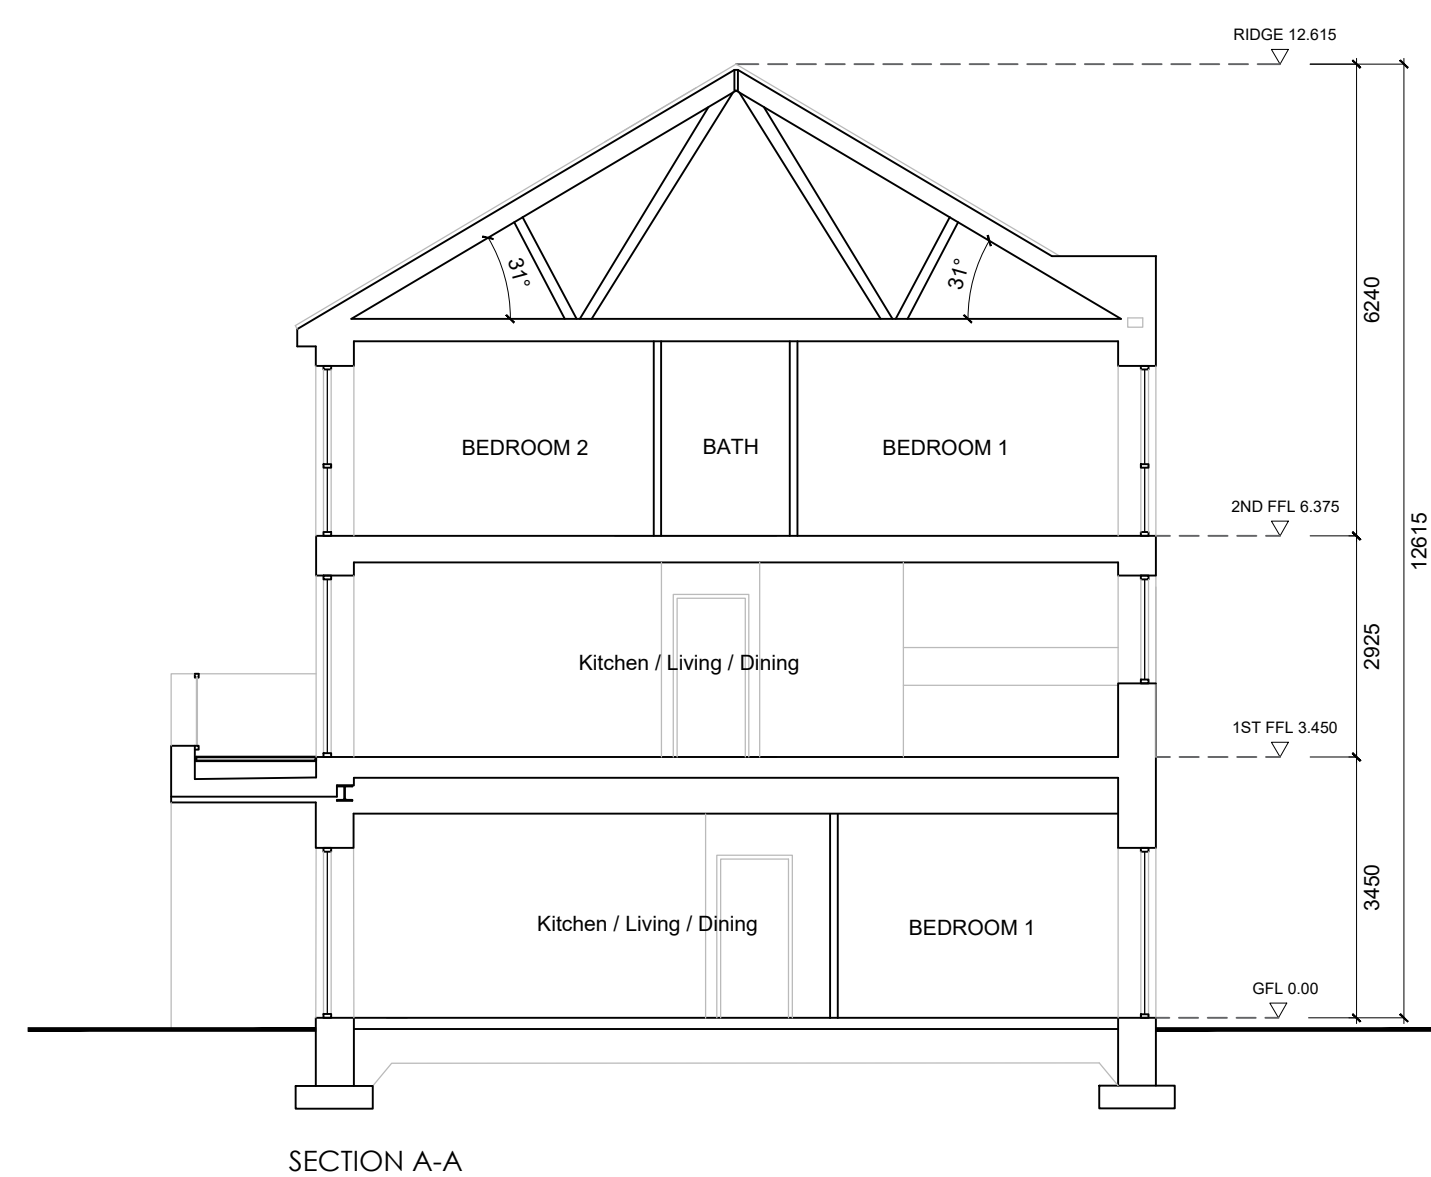 RIDGE 12.615
31°
31°
6240
BEDROOM 2
BATH
BEDROOM 1
2ND FFL 6.375
12615
Kitchen / Living / Dining
2925
1ST FFL 3.450
3450
Kitchen / Living / Dining
BEDROOM 1
GFL 0.00
SECTION A-A